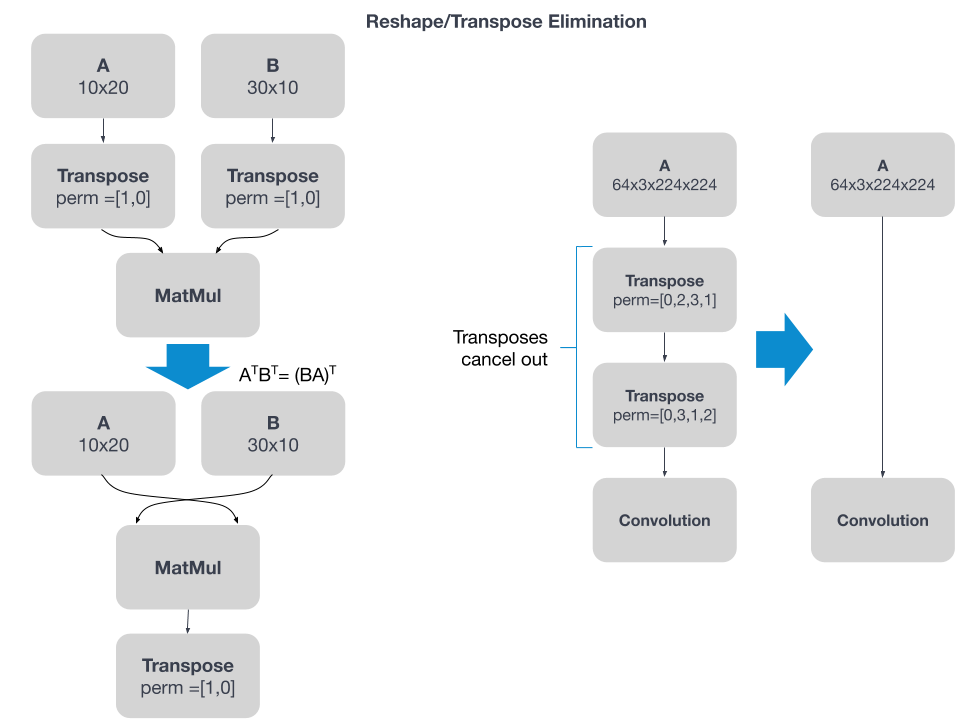 Reshape/Transpose Elimination
A
10x20
B
30x10
Transpose
perm =[1,0]
Transpose
perm =[1,0]
MatMul
AᵀBᵀ= (BA)ᵀ
A
10x20
B
30x10
MatMul
Transpose
perm =[1,0]
A
64x3x224x224
Transpose
perm=[0,2,3,1]
Transposes
cancel out
Transpose
perm=[0,3,1,2]
Convolution
A
64x3x224x224
Convolution